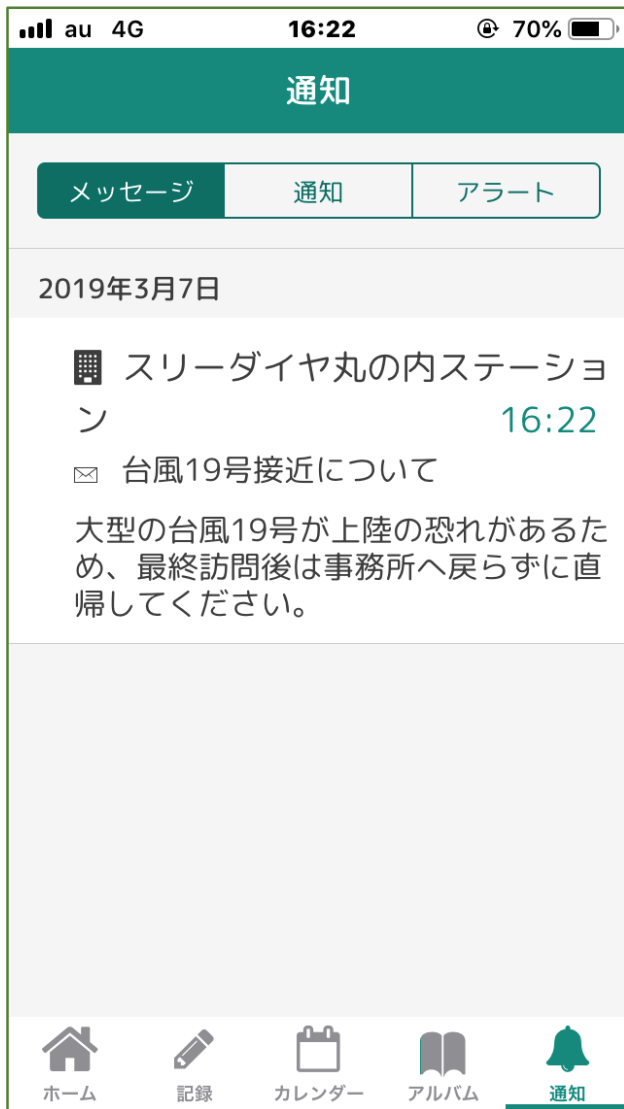 au 4G 16:22 70%
通知
メッセージ 通知 アラート
2019年3月7日
スリーダイヤ丸の内ステーショ
ン 16:22
台風19号接近について
大型の台風19号が上陸の恐れがあるた
め、最終訪問後は事務所へ戻らずに直
帰してください。
ホーム 記録 カレンダー アルバム 通知